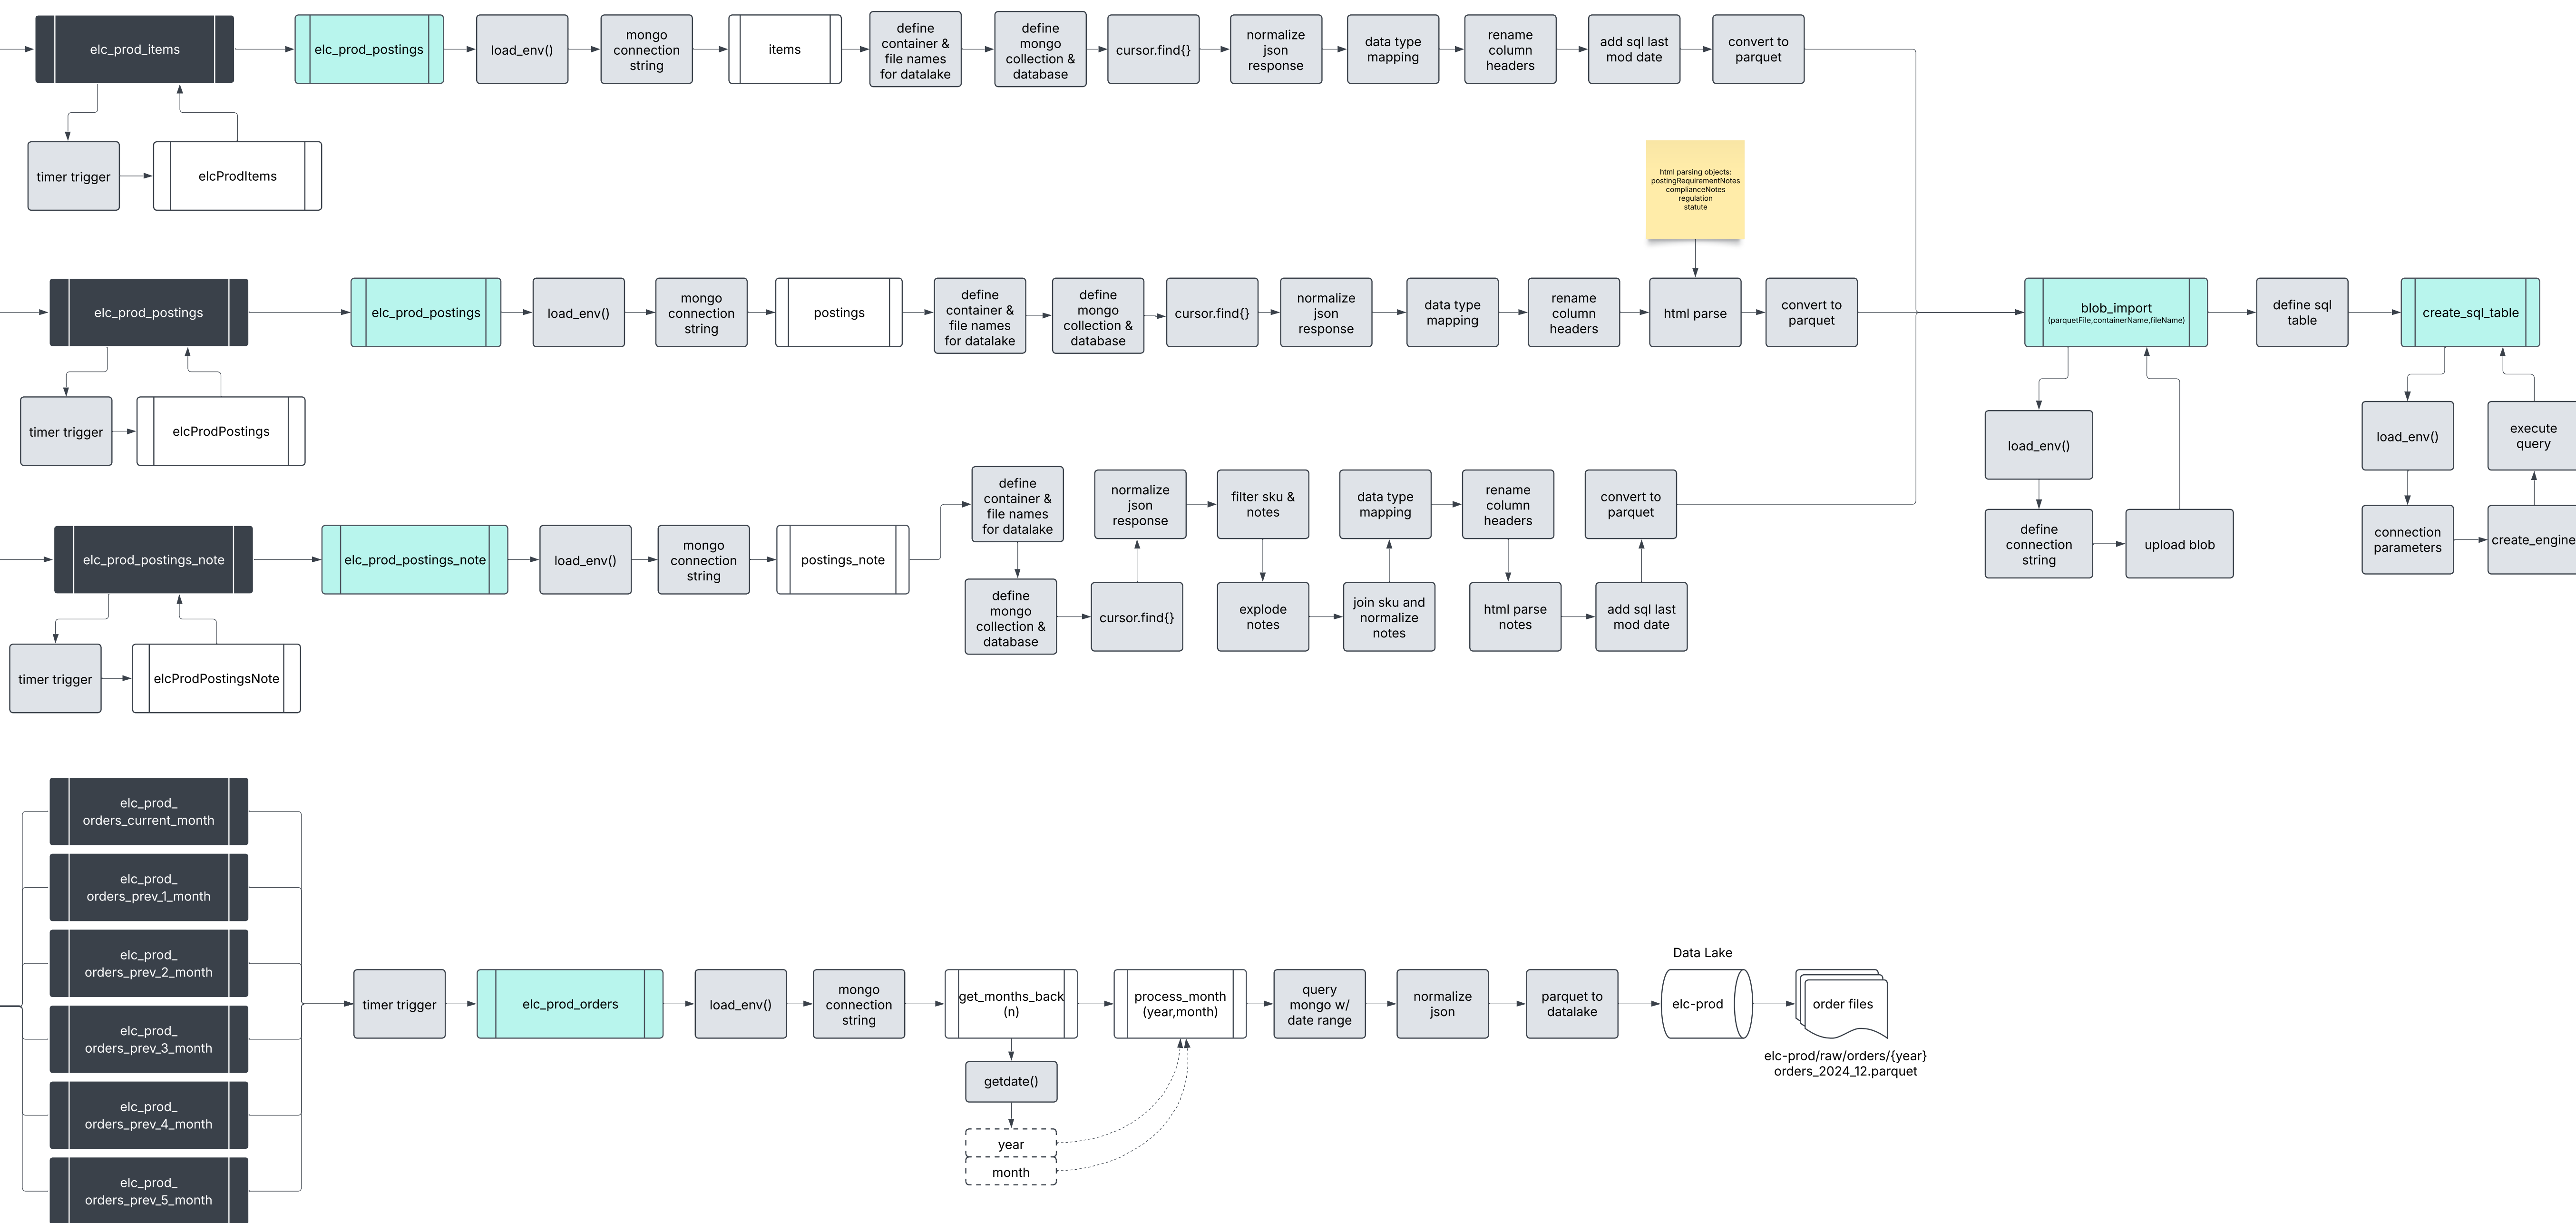 elc_prod_items
elc_prod_postings
load_env()
mongo
connection
string
items
define
container &
file names
for datalake
define
mongo
collection &
database
cursor.find{}
normalize
json
response
data type
mapping
rename
column
headers
add sql last
mod date
convert to
parquet
timer trigger
elcProdItems
html parsing objects:
postingRequirementNotes
complianceNotes
regulation
statute
elc_prod_postings
elc_prod_postings
load_env()
mongo
connection
string
postings
define
container &
file names
for datalake
define
mongo
collection &
database
cursor.find{}
normalize
json
response
data type
mapping
rename
column
headers
html parse
convert to
parquet
blob_import
(parquetFile,containerName,fileName)
define sql
table
create_sql_table
timer trigger
elcProdPostings
load_env()
define
connection
string
upload blob
load_env()
connection
parameters
create_engine
execute
query
elc_prod_postings_note
elc_prod_postings_note
load_env()
mongo
connection
string
postings_note
define
container &
file names
for datalake
define
mongo
collection &
database
cursor.find{}
normalize
json
response
filter sku &
notes
explode
notes
join sku and
normalize
notes
data type
mapping
rename
column
headers
html parse
notes
add sql last
mod date
convert to
parquet
timer trigger
elcProdPostingsNote
elc_prod_
orders_current_month
elc_prod_
orders_prev_1_month
elc_prod_
orders_prev_2_month
elc_prod_
orders_prev_3_month
elc_prod_
orders_prev_4_month
elc_prod_
orders_prev_5_month
timer trigger
elc_prod_orders
load_env()
mongo
connection
string
get_months_back
(n)
getdate()
year
month
process_month
(year,month)
query
mongo w/
date range
normalize
json
parquet to
datalake
Data Lake
elc-prod
order files
elc-prod/raw/orders/{year}
orders_2024_12.parquet